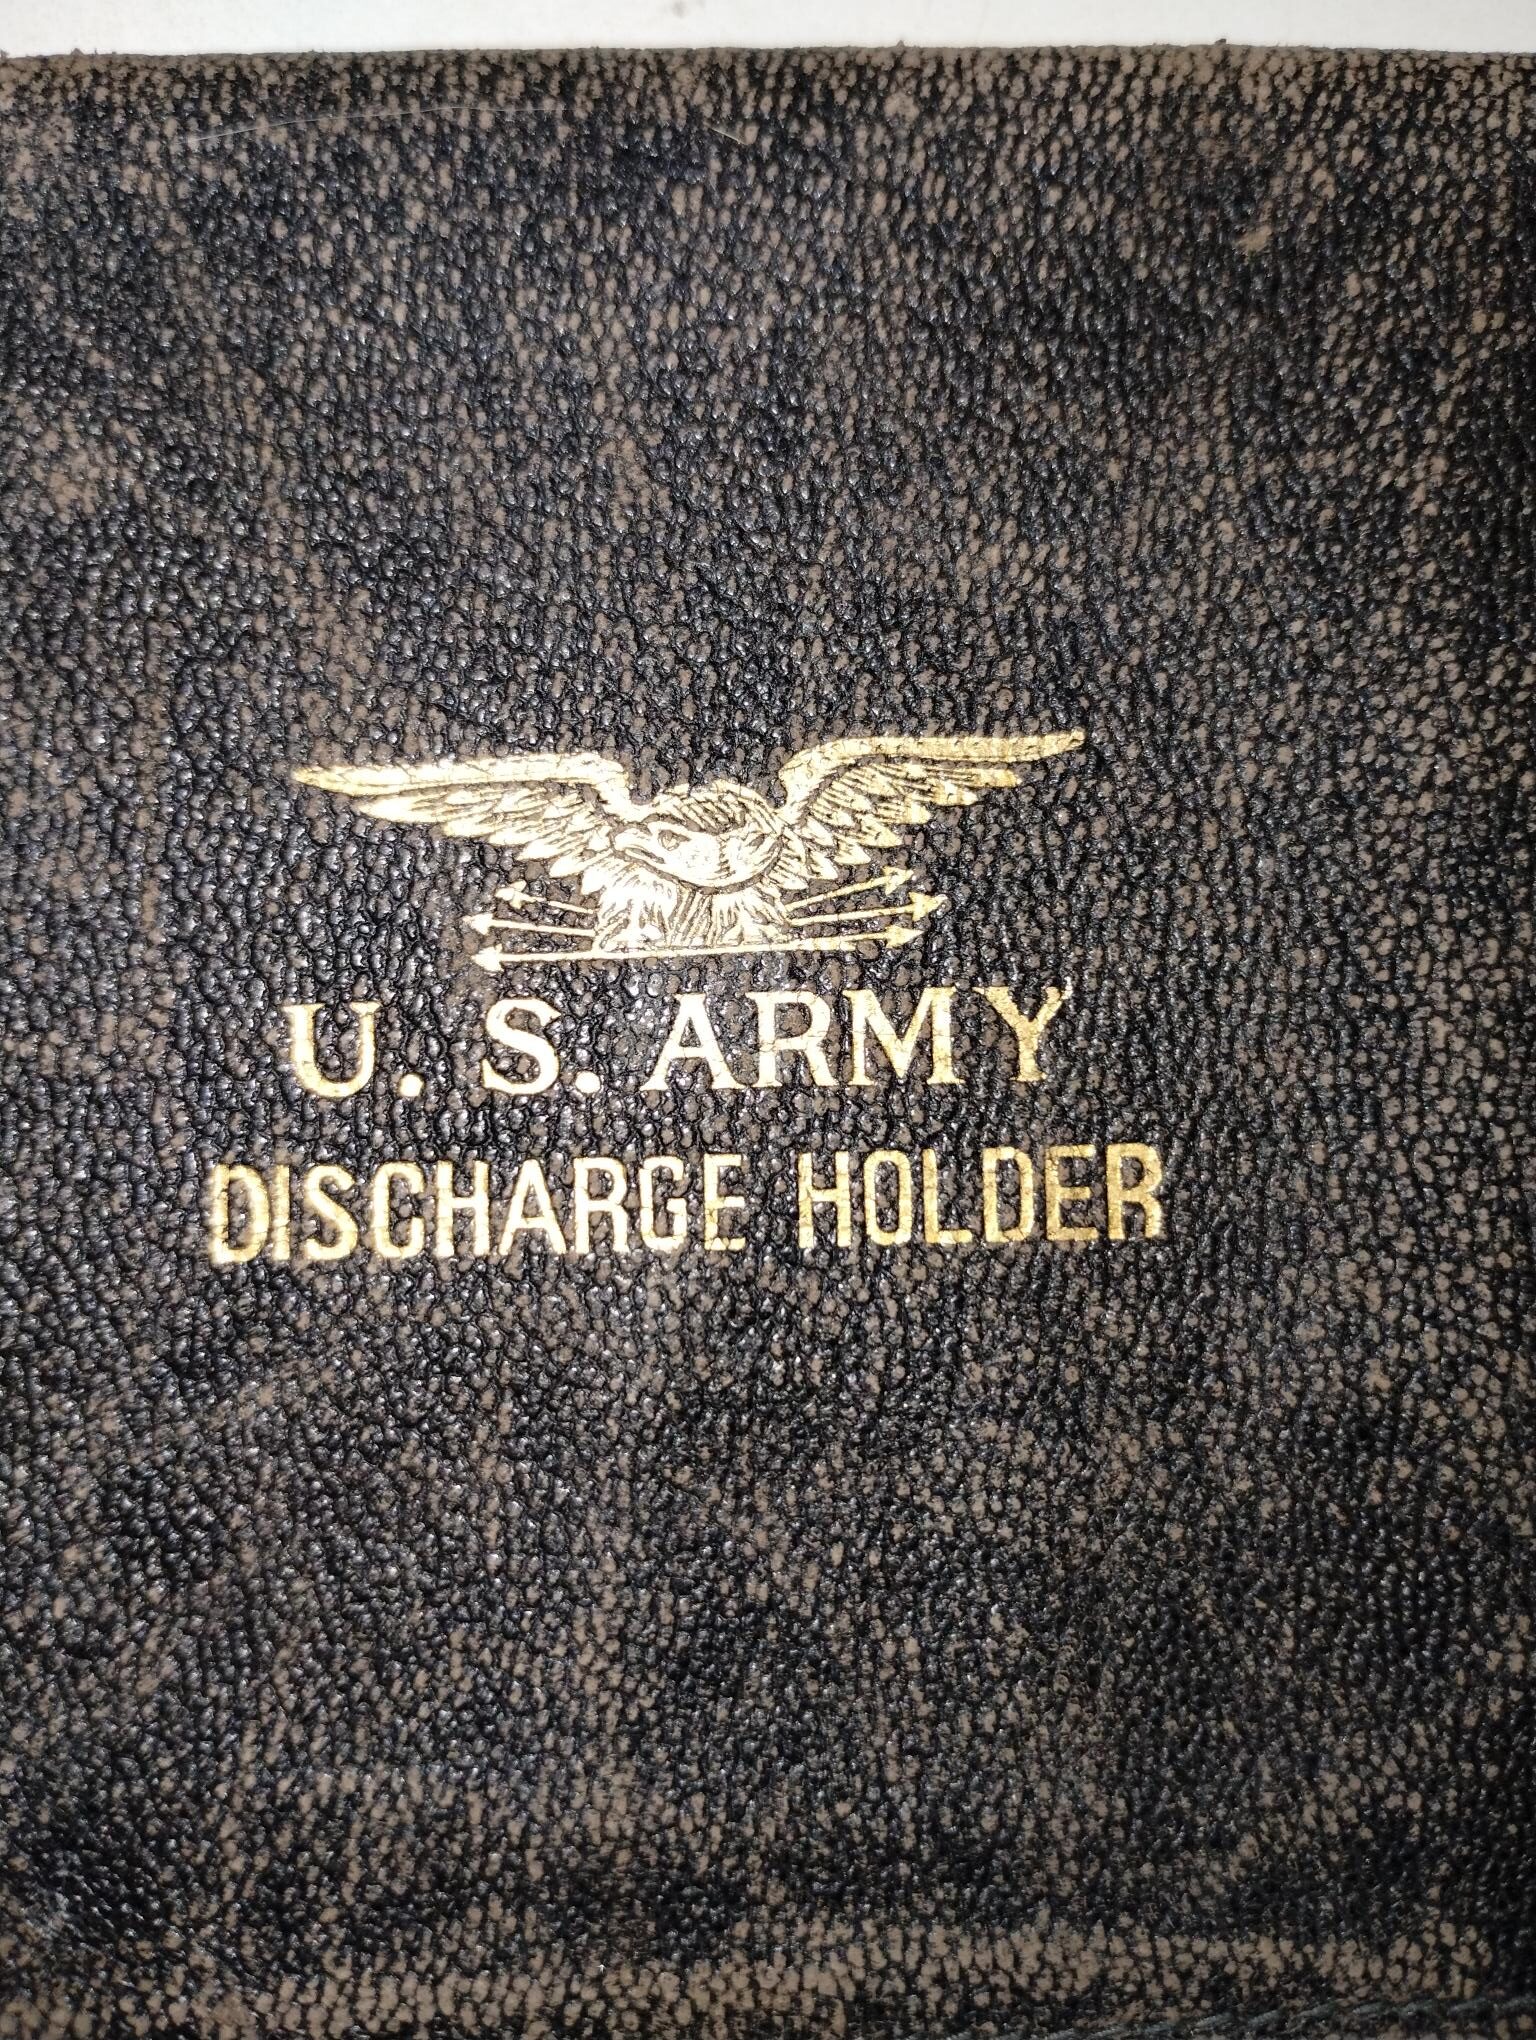 U. S. ARMY
DISCHARGE HOLDER